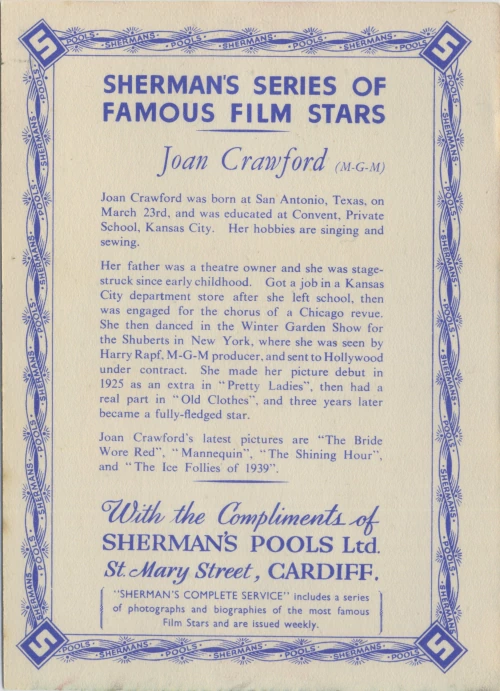 SHERMAN'S SERIES OF
FAMOUS FILM STARS
Joan Crawford (M-G-M)
Joan Crawford was born at San Antonio, Texas, on
March 23rd, and was educated at Convent, Private
School, Kansas City. Her hobbies are singing and
sewing.
Her father was a theatre owner and she was stage-
struck since early childhood. Got a job in a Kansas
City department store after she left school, then
was engaged for the chorus of a Chicago revue.
She then danced in the Winter Garden Show for
the Shuberts in New York, where she was seen by
Harry Rapf, M-G-M producer, and sent to Hollywood
under contract. She made her picture debut in
1925 as an extra in "Pretty Ladies", then had a
real part in "Old Clothes", and three years later
became a fully-fledged star.
Joan Crawford's latest pictures are "The Bride
Wore Red", "Mannequin", "The Shining Hour",
and "The Ice Follies of 1939".
With the Compliments of
SHERMAN'S POOLS Ltd.
St. Mary Street, CARDIFF.
"SHERMAN'S COMPLETE SERVICE" includes a series
of photographs and biographies of the most famous
Film Stars and are issued weekly.